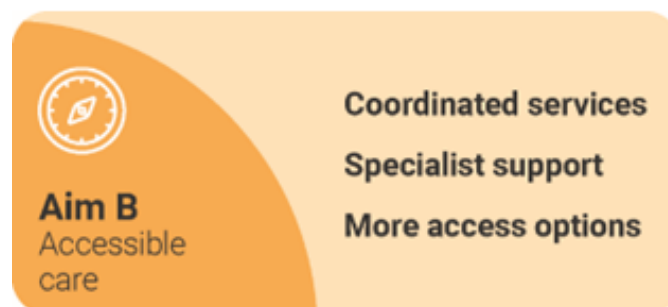 Aim B
Accessible
care
Coordinated services
Specialist support
More access options